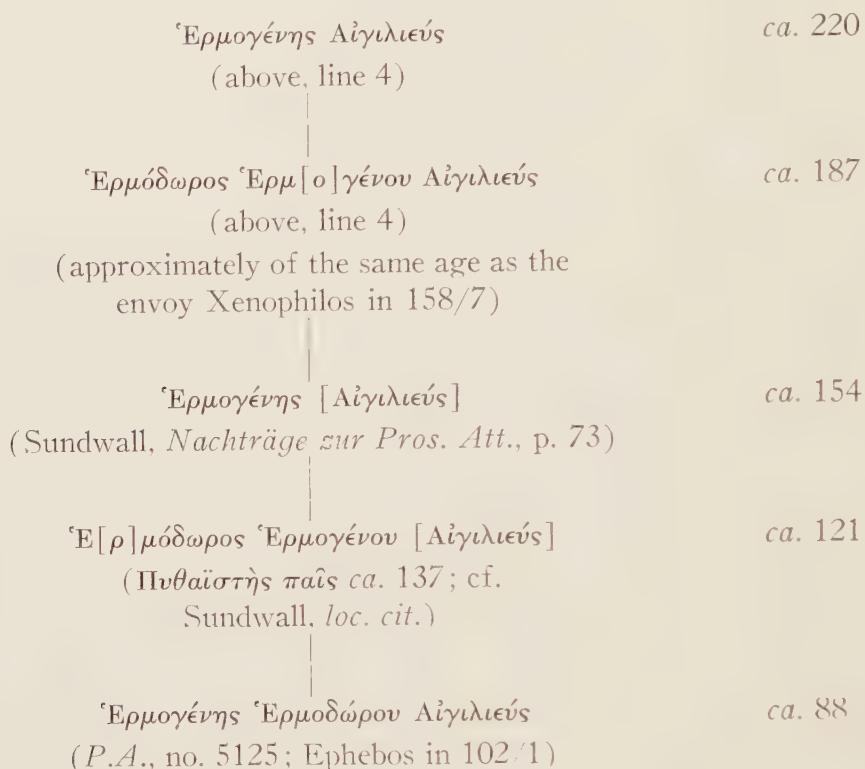 Ἑρμογένης Αἰγιλιεύς ca. 220
(above, line 4)
Ἑρμόδωρος Ἑρμ[ο]γένου Αἰγιλιεύς ca. 187
(above, line 4)
(approximately of the same age as the
envoy Xenophilos in 158/7)
Ἑρμογένης [Αἰγιλιεύς] ca. 154
(Sundwall, Nachträge zur Pros. Att., p. 73)
Ἑ[ρ]μόδωρος Ἑρμογένου [Αἰγιλιεύς] ca. 121
(Πυθαϊστὴς παῖς ca. 137; cf.
Sundwall, loc. cit.)
Ἑρμογένης Ἑρμοδώρου Αἰγιλιεύς ca. 88
(P.A., no. 5125; Ephebos in 102/1)